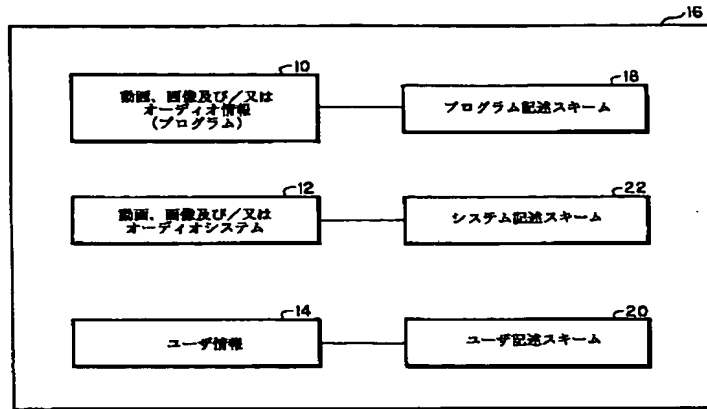 16
10
動画、画像及び／又は
オーディオ情報
（プログラム）
18
プログラム記述スキーム
12
動画、画像及び／又は
オーディオシステム
22
システム記述スキーム
14
ユーザ情報
20
ユーザ記述スキーム